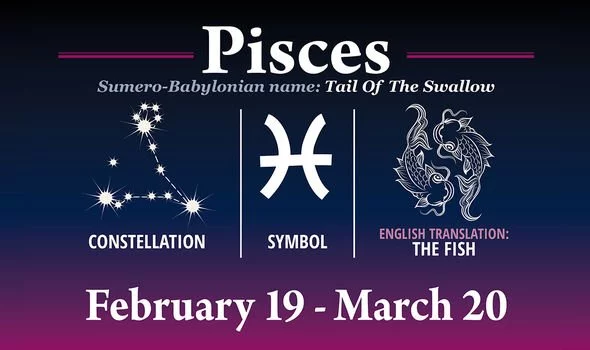 Pisces
Sumero-Babylonian name: Tail Of The Swallow
CONSTELLATION
SYMBOL
ENGLISH TRANSLATION:
THE FISH
February 19 - March 20